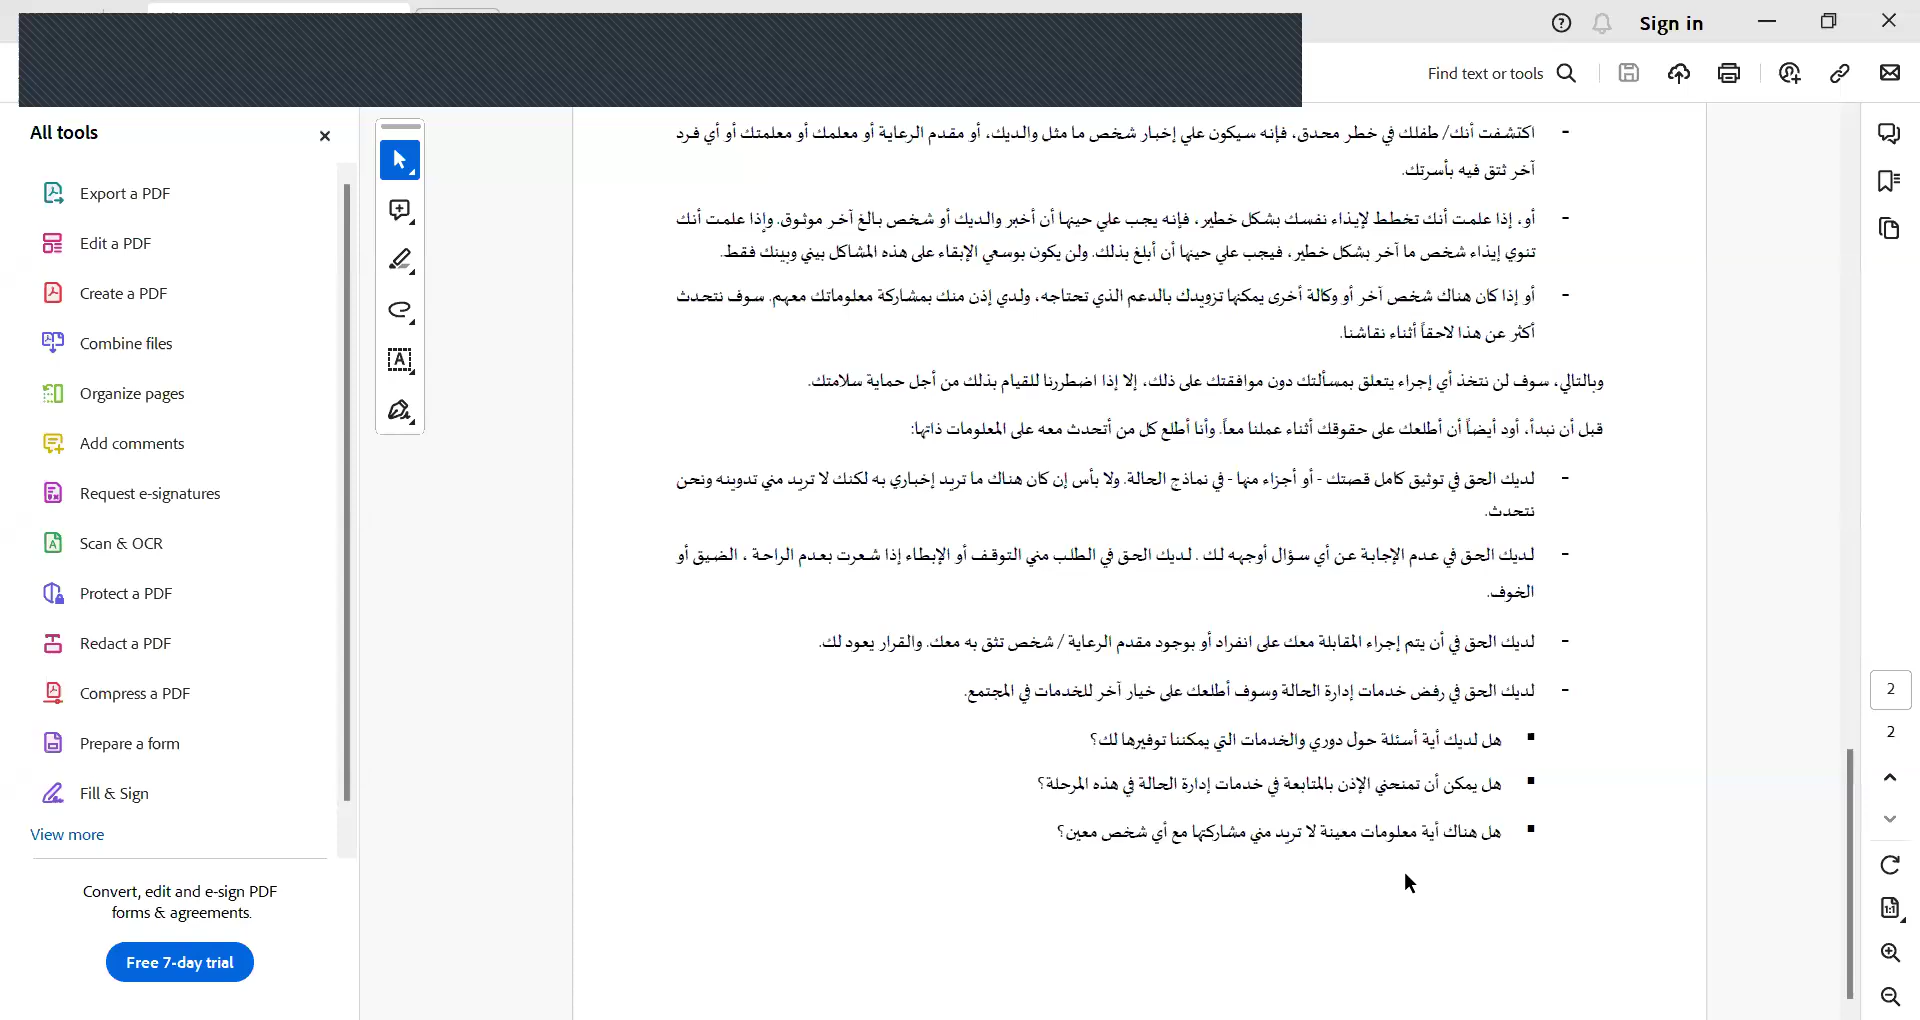 Sign in
Find text or tools
All tools
Export a PDF
Edit a PDF
Create a PDF
Combine files
Organize pages
Add comments
Request e-signatures
Scan & OCR
Protect a PDF
Redact a PDF
Compress a PDF
Prepare a form
Fill & Sign
View more
Convert, edit and e-sign PDF
forms & agreements.
Free 7-day trial
- اكتشفت أنك/ طفلك في خطر محدق، فإنه سيكون علي إخبار شخص ما مثل والديك، أو مقدم الرعاية أو معلمك أو معلمتك أو أي فرد
آخر ثتق فيه بأسرتك.
- أو، إذا علمت أنك تخطط لإيذاء نفسك بشكل خطير، فإنه يجب علي حينها أن أخبر والديك أو شخص بالغ آخر موثوق. وإذا علمت أنك
تنوي إيذاء شخص ما آخر بشكل خطير، فيجب علي حينها أن أبلغ بذلك. ولن يكون بوسعي الإبقاء على هذه المشاكل بيني وبينك فقط.
- أو إذا كان هناك شخص آخر أو وكالة أخرى يمكنها تزويدك بالدعم الذي تحتاجه، ولدي إذن منك بمشاركة معلوماتك معهم. سوف نتحدث
أكثر عن هذا لاحقاً أثناء نقاشنا.
وبالتالي، سوف لن نتخذ أي إجراء يتعلق بمسألتك دون موافقتك على ذلك، إلا إذا اضطررنا للقيام بذلك من أجل حماية سلامتك.
قبل أن نبدأ، أود أيضاً أن أطلعك على حقوقك أثناء عملنا معاً. وأنا أطلع كل من أتحدث معه على المعلومات ذاتها:
- لديك الحق في توثيق كامل قصتك - أو أجزاء منها - في نماذج الحالة. ولا بأس إن كان هناك ما تريد إخباري به لكنك لا تريد مني تدوينه ونحن
نتحدث.
- لديك الحق في عدم الإجابة عن أي سؤال أوجهه لك . لديك الحق في الطلب مني التوقف أو الإبطاء إذا شعرت بعدم الراحة ، الضيق أو
الخوف.
- لديك الحق في أن يتم إجراء المقابلة معك على انفراد أو بوجود مقدم الرعاية / شخص تثق به معك. والقرار يعود لك.
- لديك الحق في رفض خدمات إدارة الحالة وسوف أطلعك على خيار آخر للخدمات في المجتمع.
▪ هل لديك أية أسئلة حول دوري والخدمات التي يمكننا توفيرها لك؟
▪ هل يمكن أن تمنحني الإذن بالمتابعة في خدمات إدارة الحالة في هذه المرحلة؟
▪ هل هناك أية معلومات معينة لا تريد مني مشاركتها مع أي شخص معين؟
2
2